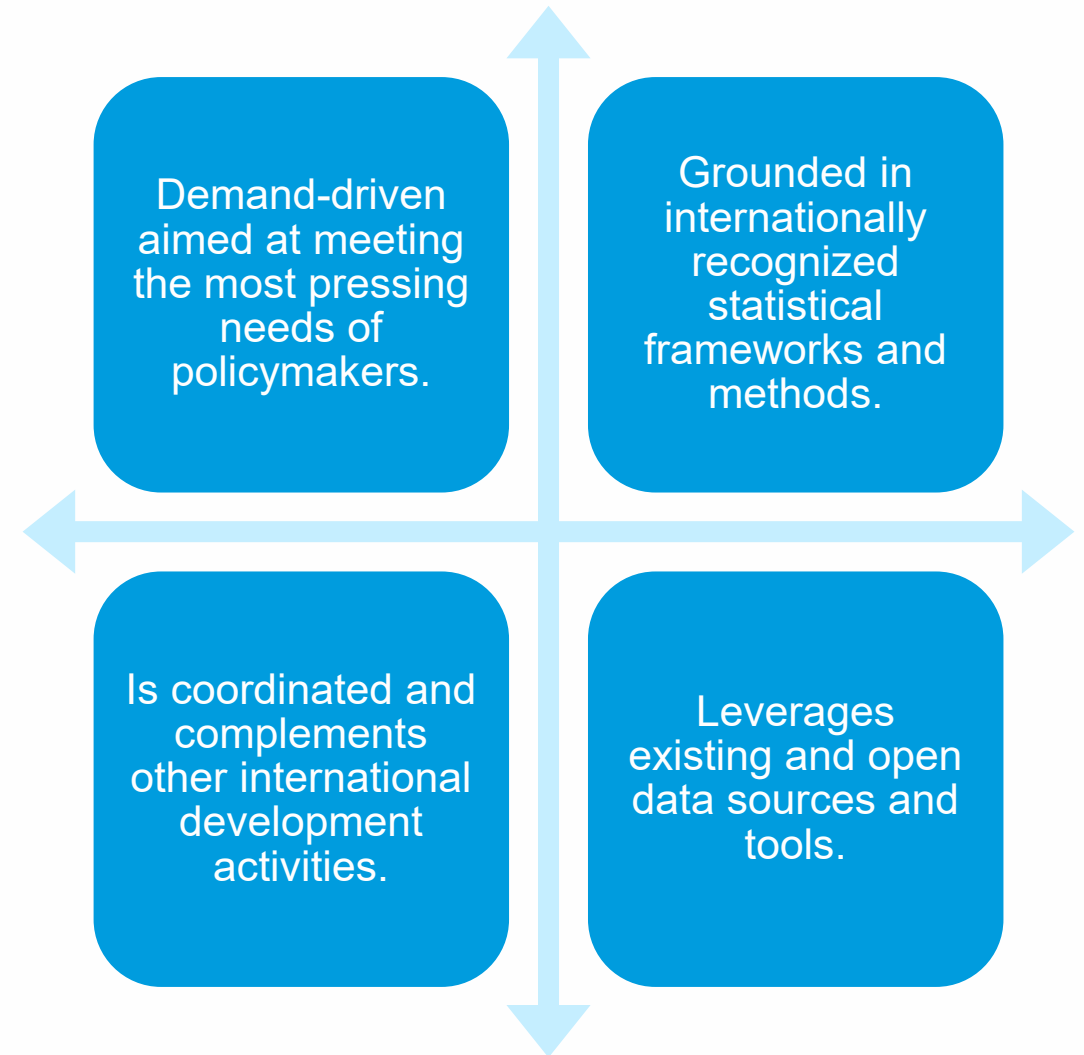 Demand-driven
aimed at meeting
the most pressing
needs of
policymakers.
Grounded in
internationally
recognized
statistical
frameworks and
methods.
Is coordinated and
complements
other international
development
activities.
Leverages
existing and open
data sources and
tools.